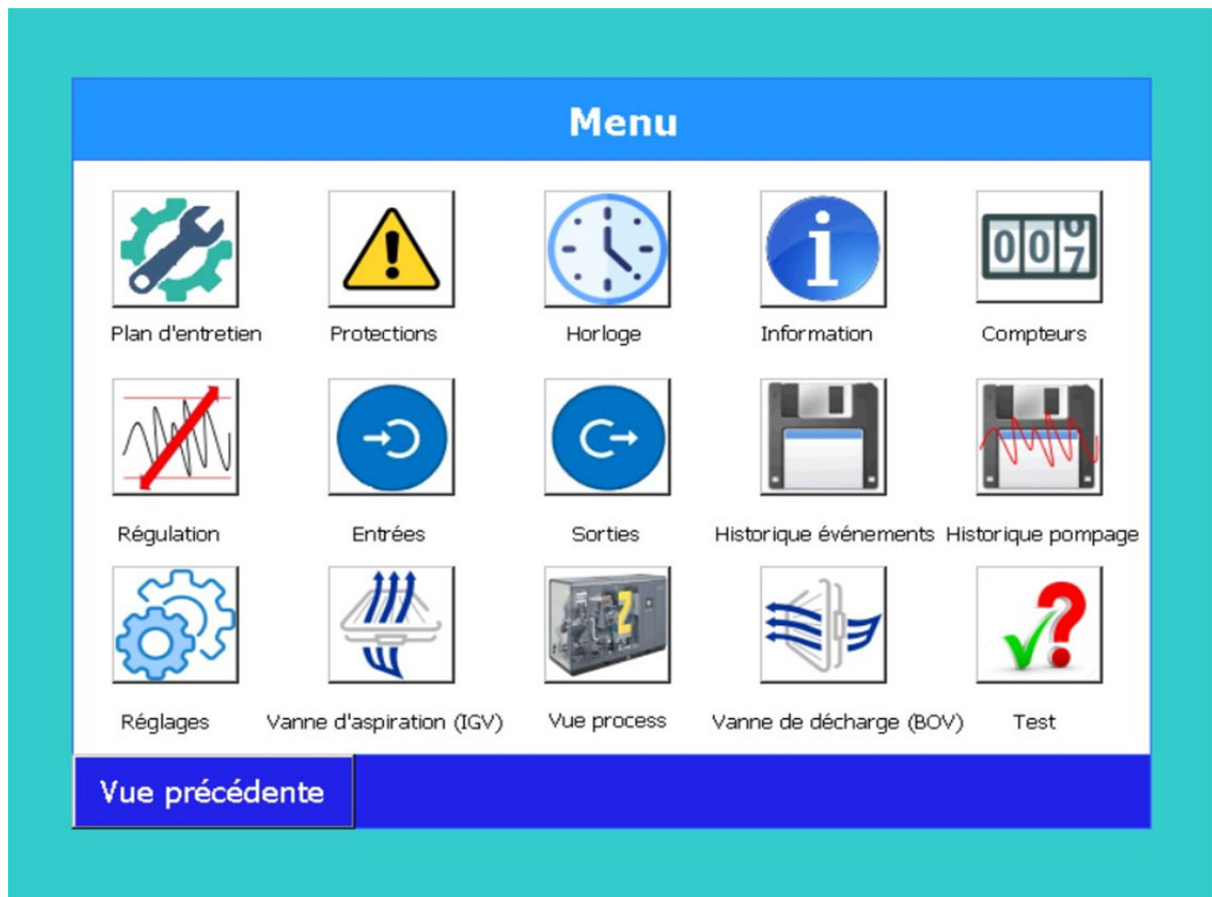 Menu
007
Plan d'entretien Protections Horloge Information Compteurs
Régulation Entrées Sorties Historique événements Historique pompage
Z
Réglages Vanne d'aspiration (IGV) Vue process Vanne de décharge (BOV) Test
Vue précédente